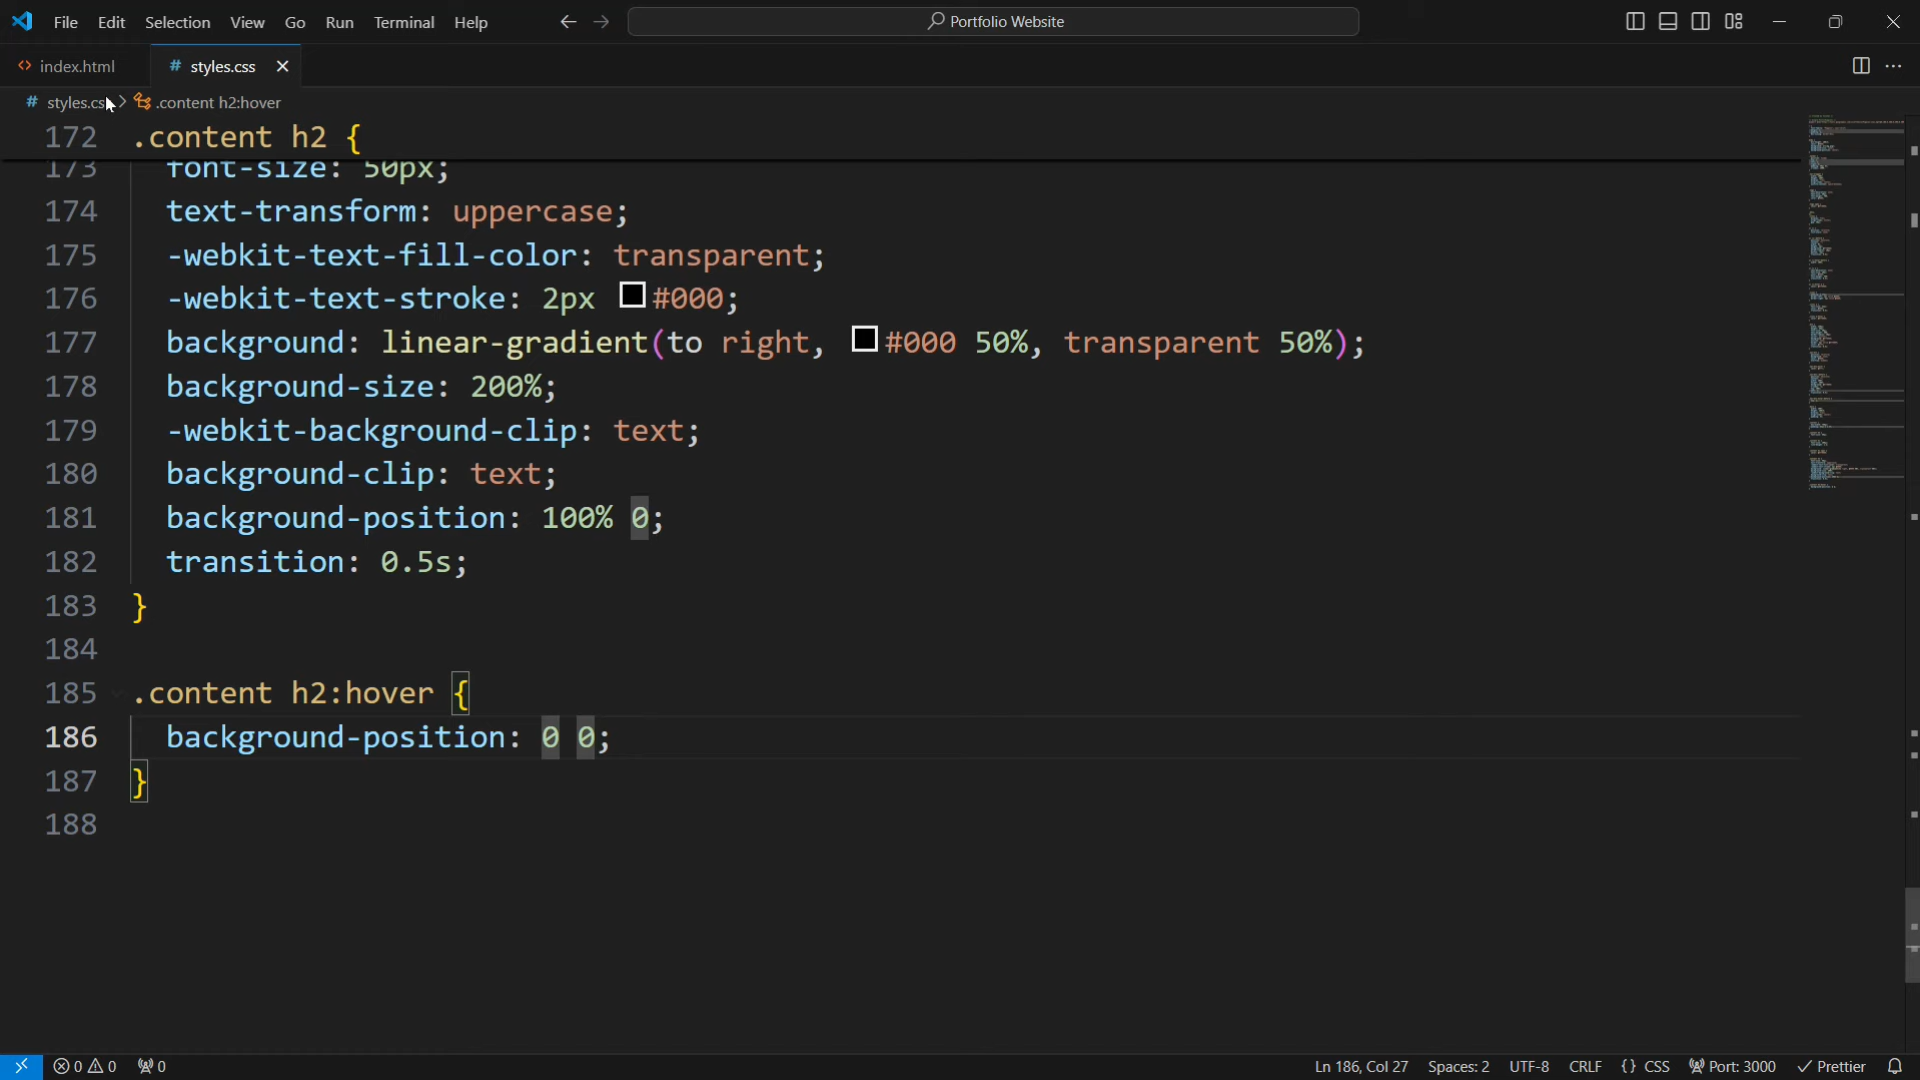 File Edit Selection View Go Run Terminal Help
Portfolio Website
index.html
# styles.css
# styles.cs .content h2:hover
172 .content h2 {
173 font-size: 50px;
174 text-transform: uppercase;
175 -webkit-text-fill-color: transparent;
176 -webkit-text-stroke: 2px #000;
177 background: linear-gradient(to right, #000 50%, transparent 50%);
178 background-size: 200%;
179 -webkit-background-clip: text;
180 background-clip: text;
181 background-position: 100% 0;
182 transition: 0.5s;
183 }
184
185 .content h2:hover {
186 background-position: 0 0;
187 }
188
0 0 0 Ln 186, Col 27 Spaces: 2 UTF-8 CRLF {} CSS Port: 3000 Prettier